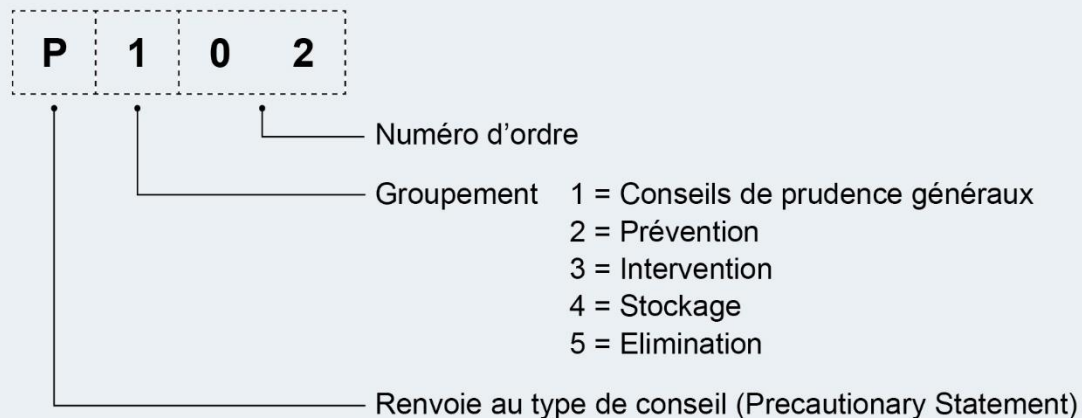 P 1 0 2
Numéro d'ordre
Groupement 1 = Conseils de prudence généraux
2 = Prévention
3 = Intervention
4 = Stockage
5 = Elimination
Renvoie au type de conseil (Precautionary Statement)